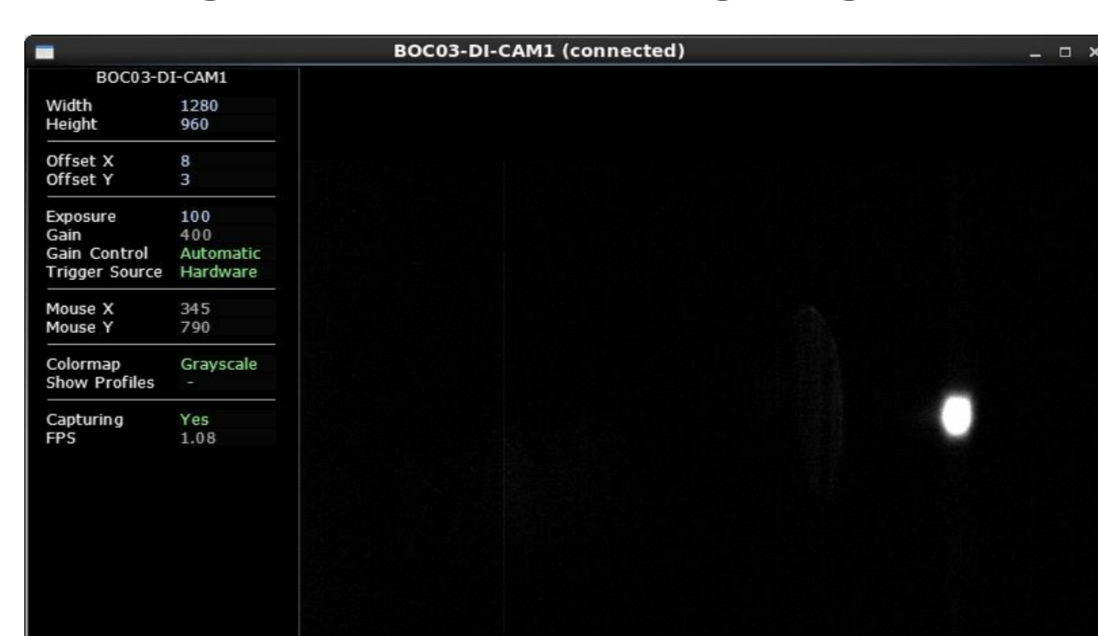 BOC03-DI-CAM1 (connected)
BOC03-DI-CAM1
Width 1280
Height 960
Offset X 8
Offset Y 3
Exposure 100
Gain 400
Gain Control Automatic
Trigger Source Hardware
Mouse X 345
Mouse Y 790
Colormap Grayscale
Show Profiles -
Capturing Yes
FPS 1.08